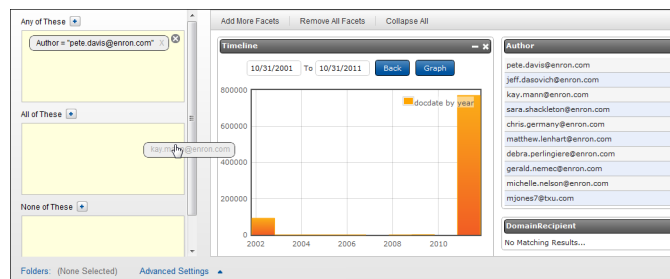 Any of These +
Author = "pete.davis@enron.com" X
All of These +
kay.mann@enron.com
None of These +
Folders: (None Selected) Advanced Settings
Add More Facets Remove All Facets Collapse All
Timeline
10/31/2001 To 10/31/2011 Back Graph
docdate by year
800000
600000
400000
200000
0
2002 2004 2006 2008 2010
Author
pete.davis@enron.com
jeff.dasovich@enron.com
kay.mann@enron.com
sara.shackleton@enron.com
chris.germany@enron.com
matthew.lenhart@enron.com
debra.perlingiere@enron.com
gerald.nemec@enron.com
michelle.nelson@enron.com
mjones7@txu.com
DomainRecipient
No Matching Results...